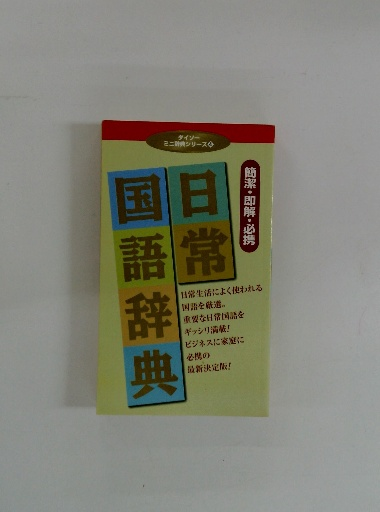 ダイソー
ミニ辞典シリーズ④
簡潔・即解・必携
日常
国語辞典
日常生活によく使われる
国語を厳選。
重要な日常国語を
ギッシリ満載!
ビジネスに家庭に
必携の
最新決定版!